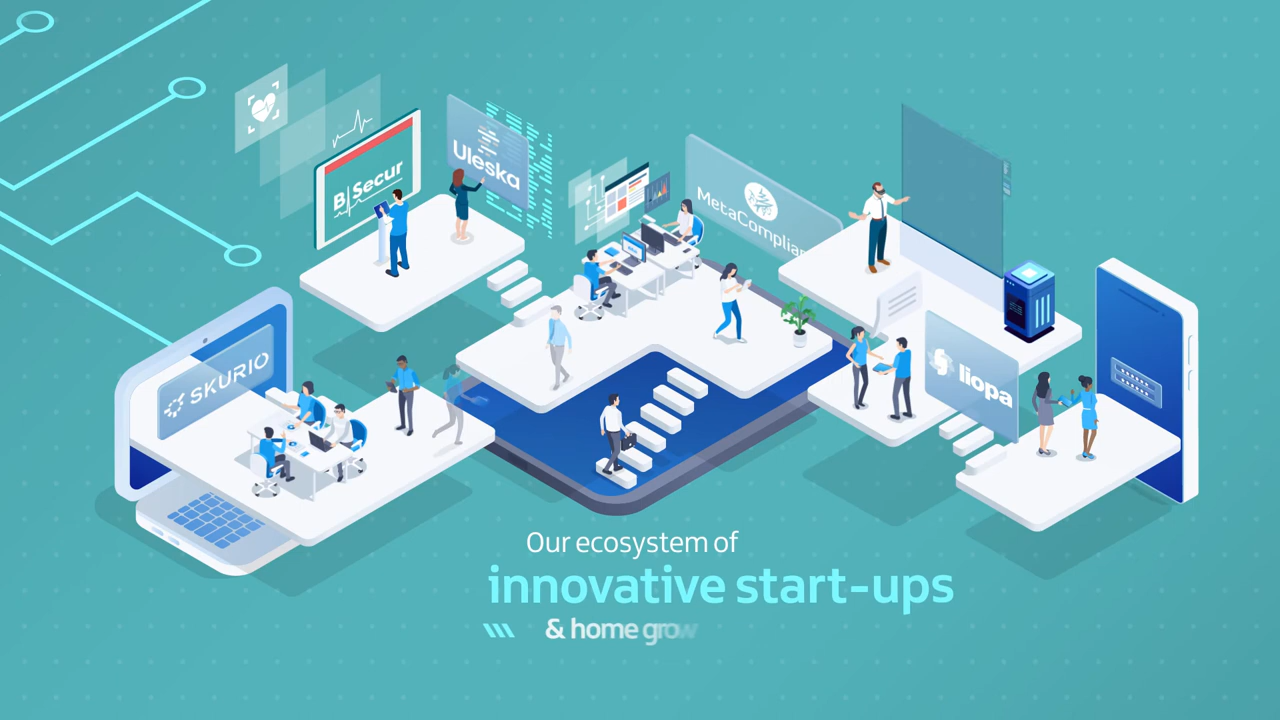 B Secur
Uleska
MetaComplian
SKURIO
liopa
Our ecosystem of
innovative start-ups
& home grow